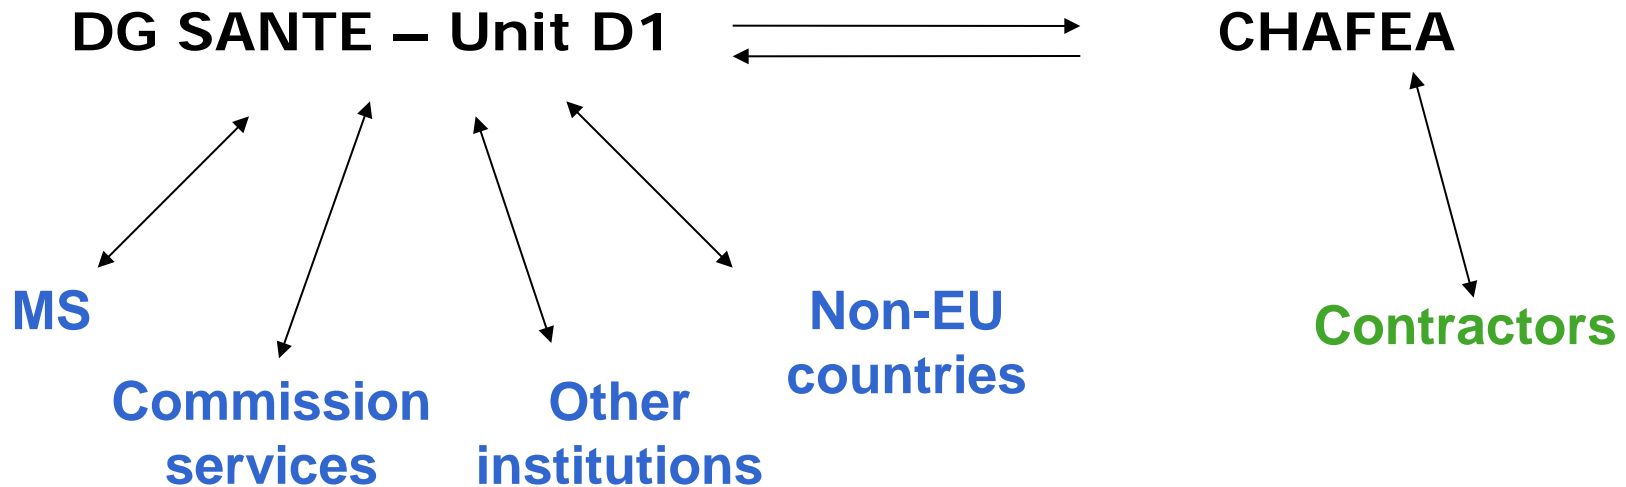 DG SANTE – Unit D1
CHAFEA
MS
Commission
services
Other
institutions
Non-EU
countries
Contractors